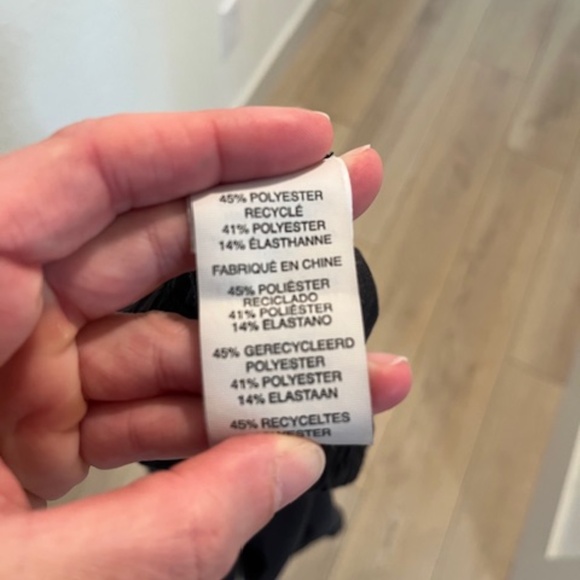 45% POLYESTER
RECYCLÉ
41% POLYESTER
14% ÉLASTHANNE
FABRIQUÉ EN CHINE
45% POLIÉSTER
RECICLADO
41% POLIÉSTER
14% ELASTANO
45% GERECYCLEERD
POLYESTER
41% POLYESTER
14% ELASTAAN
45% RECYCELTES